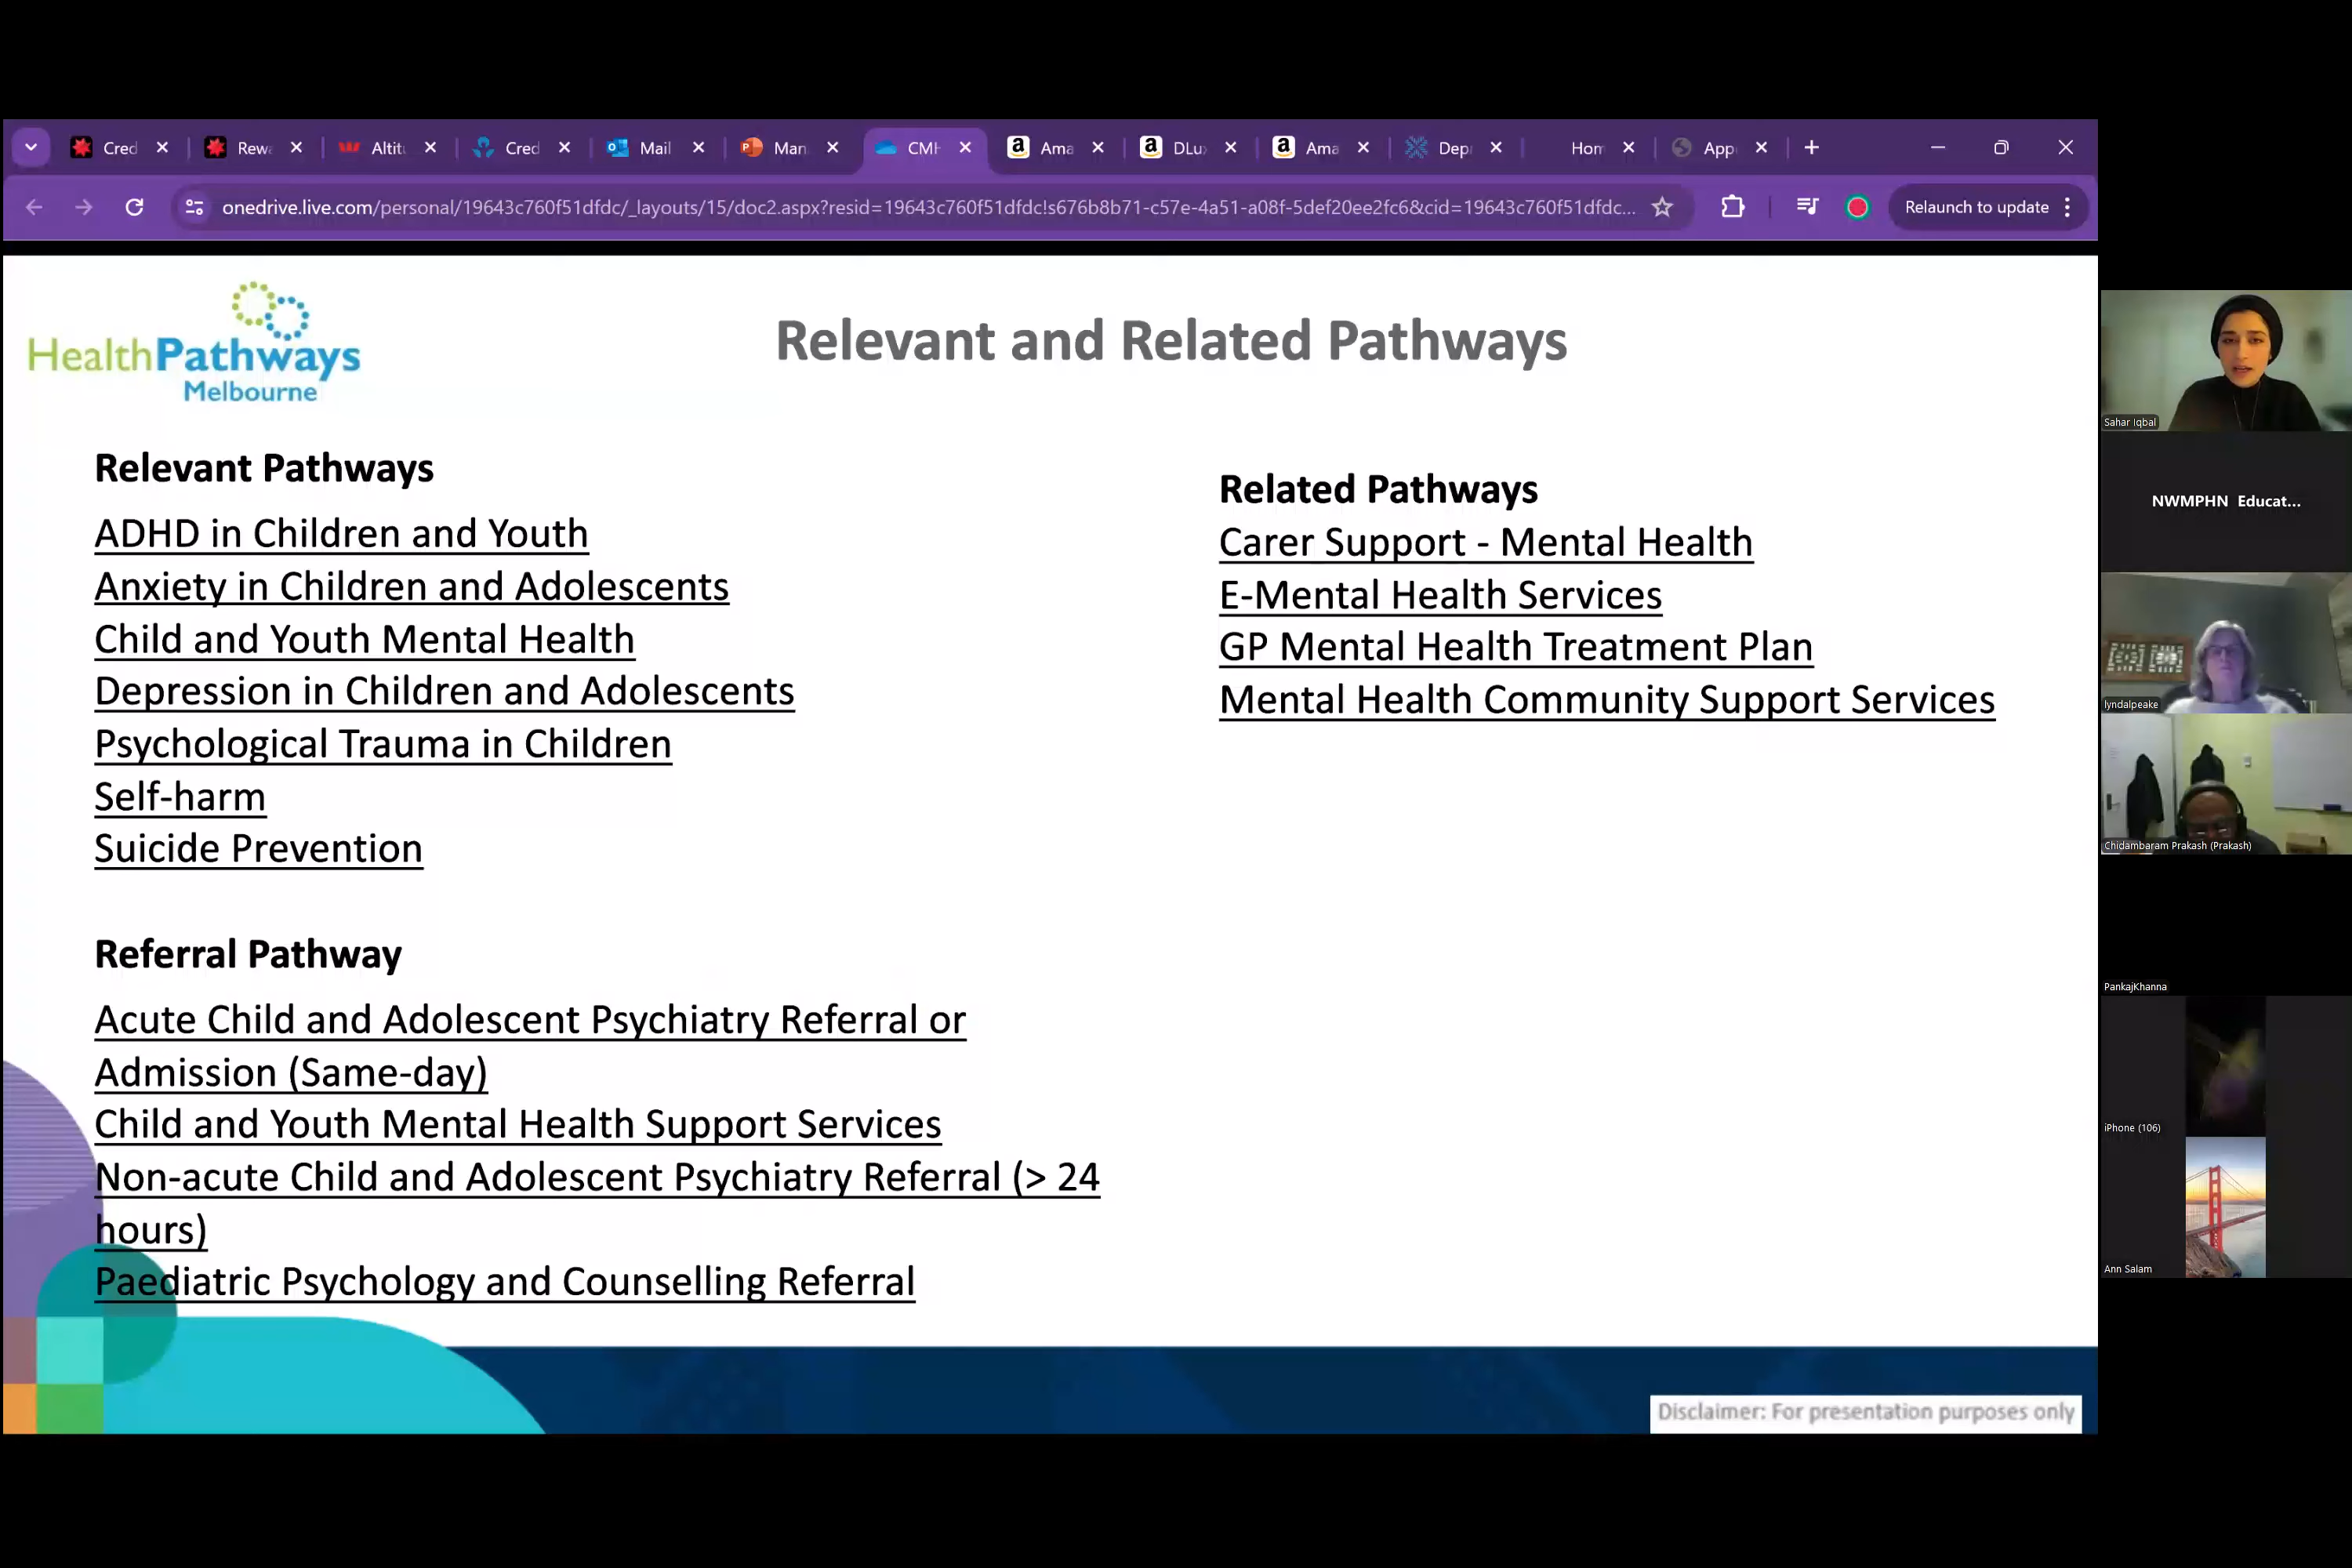 Cred
Rew
Altit
Cred
Mail
Man
CMH
Ama
DLu
Ama
Depr
Hom
App
onedrive.live.com/personal/19643c760f51dfdc/_layouts/15/doc2.aspx?resid=19643c760f51dfdc!s676b8b71-c57e-4a51-a08f-5def20ee2fc6&cid=19643c760f51dfdc...
Relaunch to update
HealthPathways
Melbourne
Relevant and Related Pathways
Relevant Pathways
ADHD in Children and Youth
Anxiety in Children and Adolescents
Child and Youth Mental Health
Depression in Children and Adolescents
Psychological Trauma in Children
Self-harm
Suicide Prevention
Referral Pathway
Acute Child and Adolescent Psychiatry Referral or
Admission (Same-day)
Child and Youth Mental Health Support Services
Non-acute Child and Adolescent Psychiatry Referral (> 24
hours)
Paediatric Psychology and Counselling Referral
Related Pathways
Carer Support - Mental Health
E-Mental Health Services
GP Mental Health Treatment Plan
Mental Health Community Support Services
Disclaimer: For presentation purposes only
Sahar Iqbal
NWMPHN Educat...
lyndalpeake
Chidambaram Prakash (Prakash)
PankajKhanna
iPhone (106)
Ann Salam